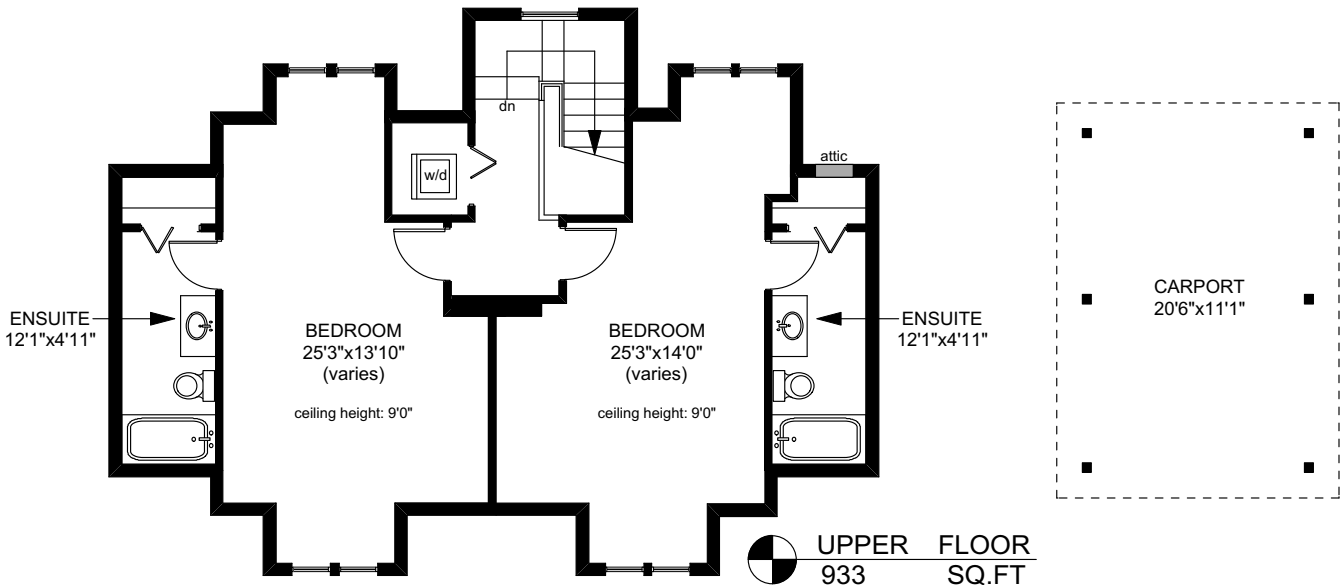 dn
w/d
attic
ENSUITE
12'1"x4'11"
BEDROOM
25'3"x13'10"
(varies)
ceiling height: 9'0"
BEDROOM
25'3"x14'0"
(varies)
ceiling height: 9'0"
ENSUITE
12'1"x4'11"
CARPORT
20'6"x11'1"
UPPER FLOOR
933 SQ.FT